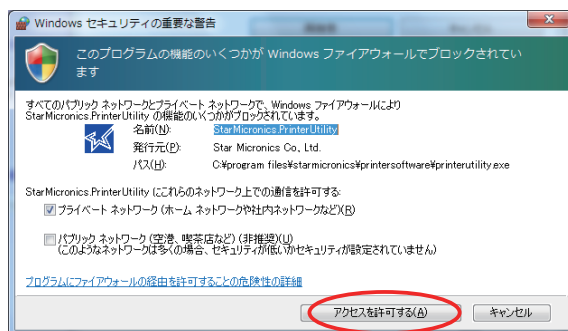 Windows セキュリティの重要な警告
このプログラムの機能のいくつかが Windows ファイアウォールでブロックされてい
ます
すべてのパブリック ネットワークとプライベート ネットワークで、Windows ファイアウォールにより
StarMicronics.PrinterUtility の機能のいくつかがブロックされています。
名前(N): StarMicronics.PrinterUtility
発行元(P): Star Micronics Co., Ltd.
パス(H): C:¥program files¥starmicronics¥printersoftware¥printerutility.exe
StarMicronics.PrinterUtility にこれらのネットワーク上での通信を許可する:
プライベート ネットワーク (ホーム ネットワークや社内ネットワークなど)(R)
パブリック ネットワーク (空港、喫茶店など) (非推奨)(U)
(このようなネットワークは多くの場合、セキュリティが低いかセキュリティが設定されていません)
プログラムにファイアウォールの経由を許可することの危険性の詳細
アクセスを許可する(A) キャンセル